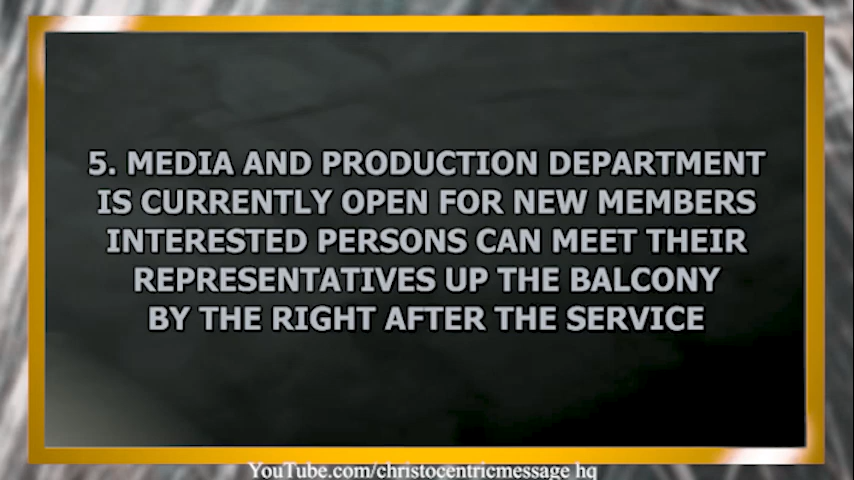 5. MEDIA AND PRODUCTION DEPARTMENT
IS CURRENTLY OPEN FOR NEW MEMBERS
INTERESTED PERSONS CAN MEET THEIR
REPRESENTATIVES UP THE BALCONY
BY THE RIGHT AFTER THE SERVICE
YouTube.com/christocentricmessage hq